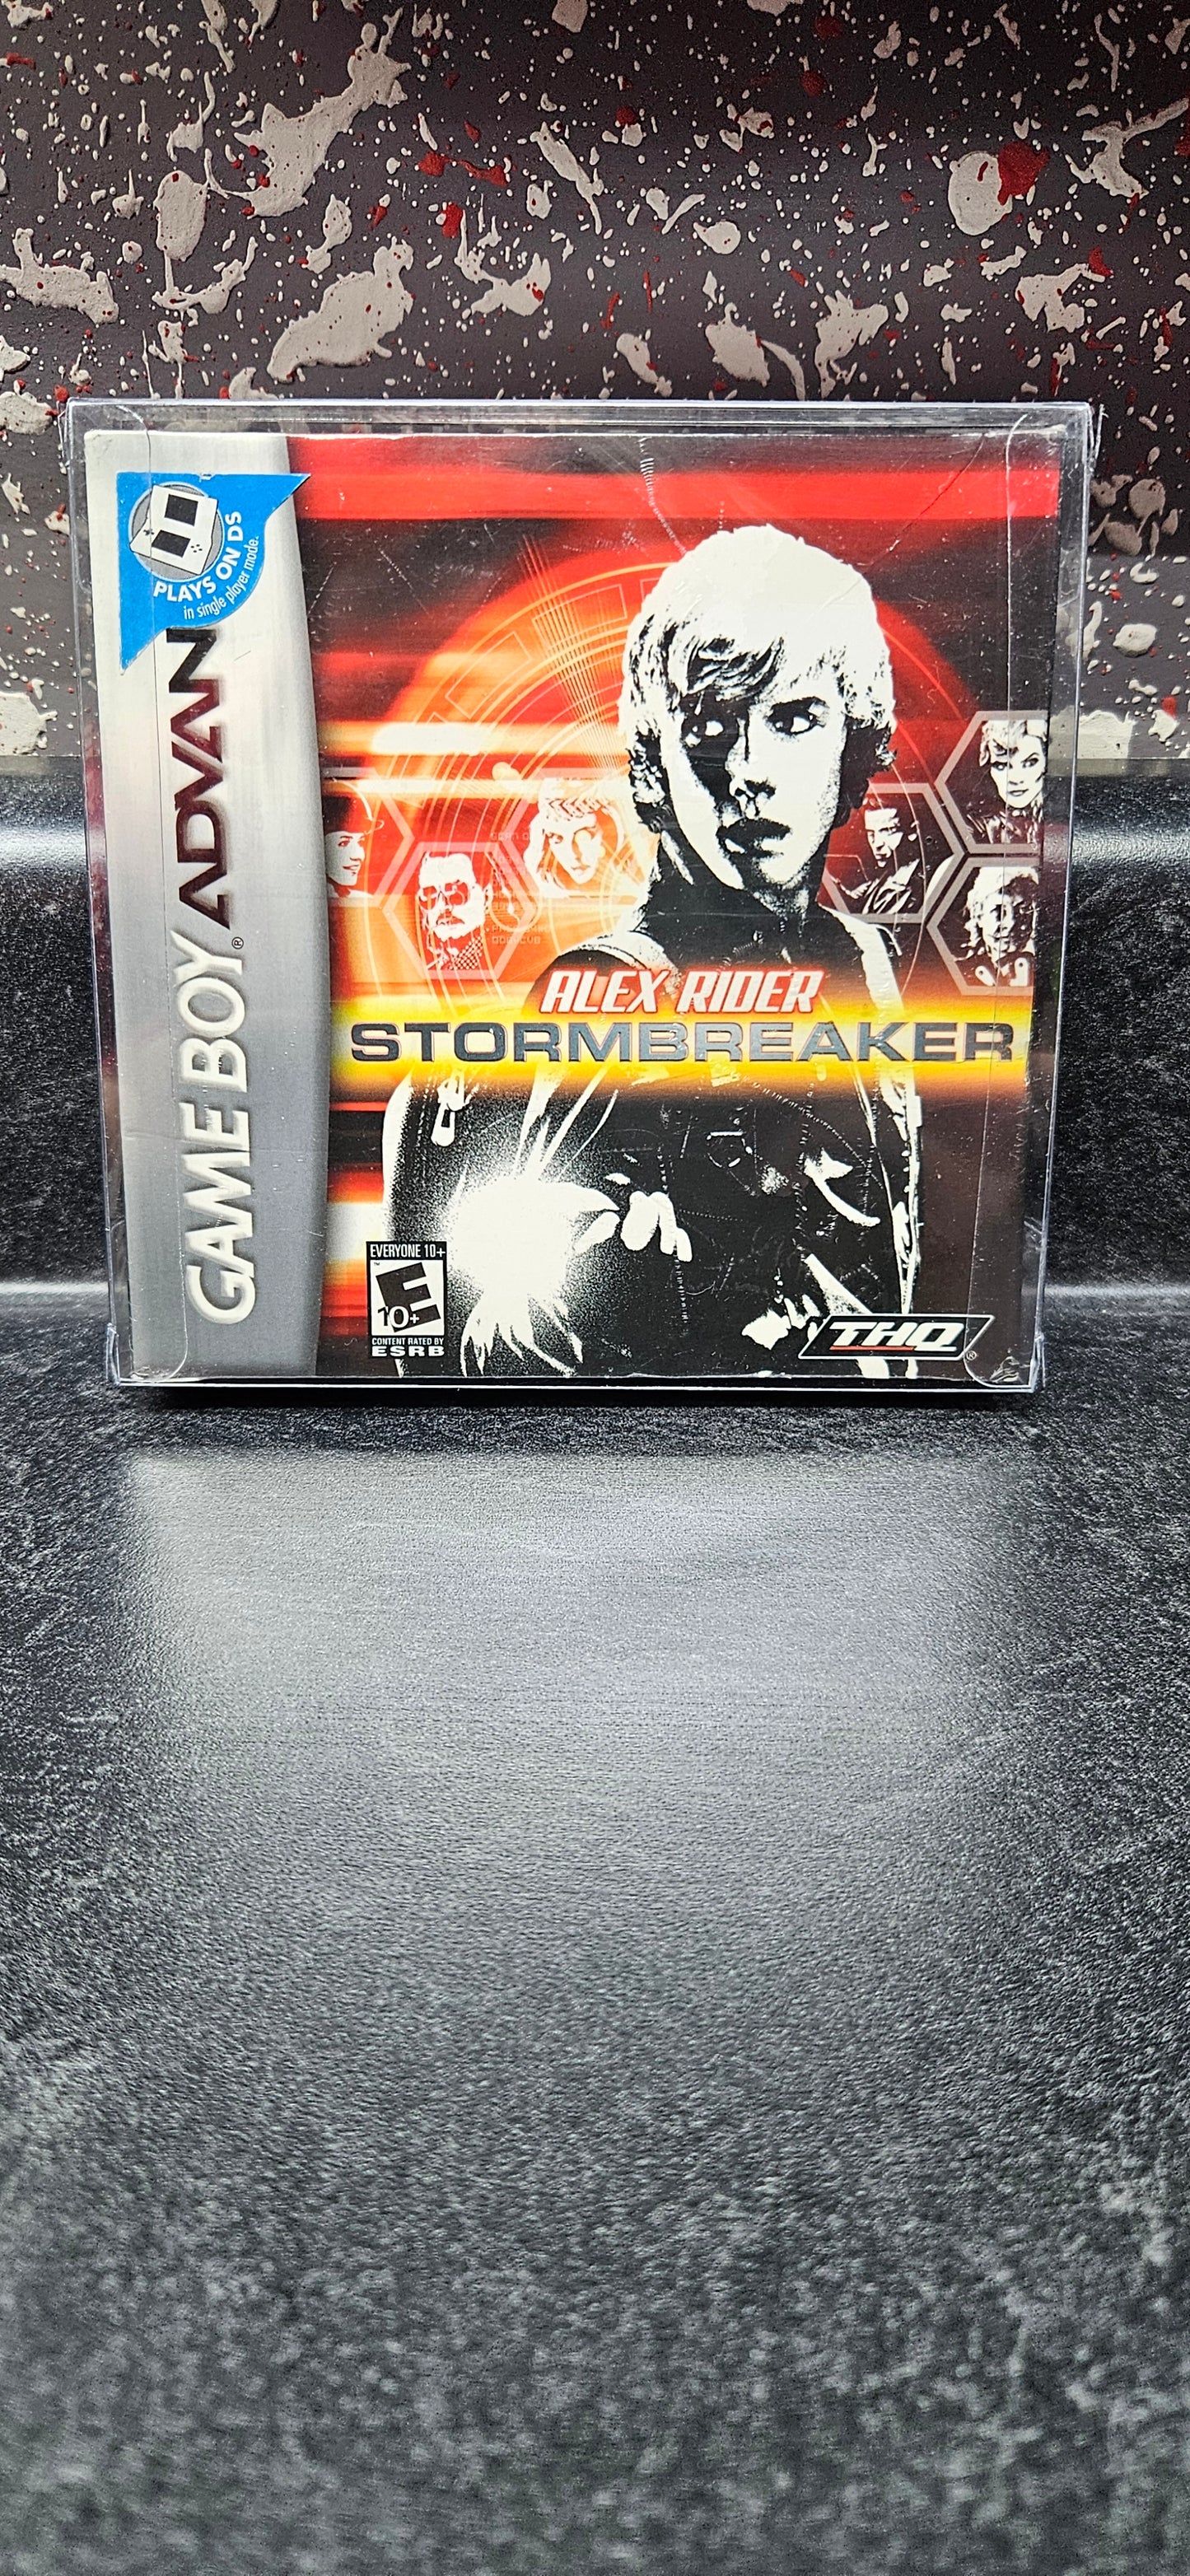 PLAYS ON DS
in single player mode.
GAME BOY® ADVAN
ALEX RIDER
STORMBREAKER
EVERYONE 10+
E
10+
™
CONTENT RATED BY
ESRB
THQ
®